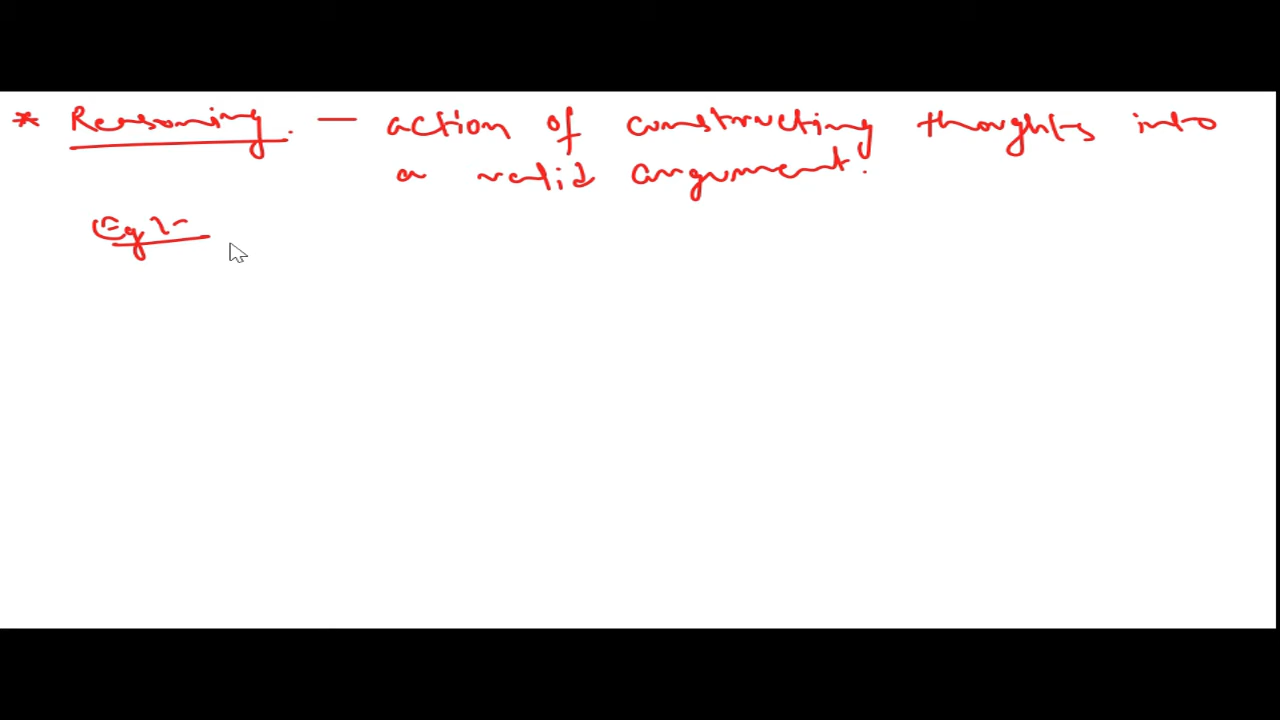 * Reasoning. — action of constructing thoughts into
a valid argument.
Eg:-